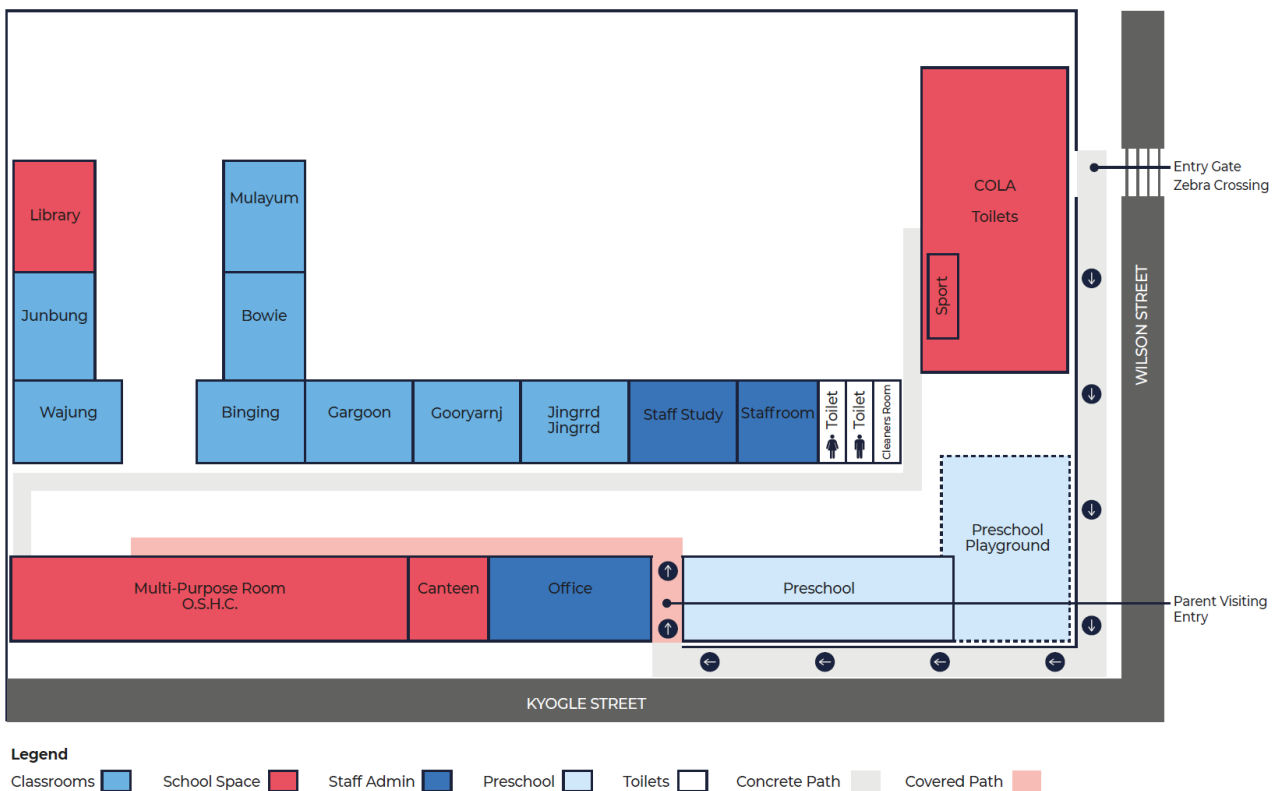 Entry Gate
Zebra Crossing
COLA
Toilets
Library
Mulayum
Junbung
Bowie
Sport
WILSON STREET
Wajung
Binging
Gargoon
Gooryarnj
Jingrrd
Jingrrd
Staff Study
Staffroom
Toilet
Toilet
Cleaners Room
Preschool
Playground
Multi-Purpose Room
O.S.H.C.
Canteen
Office
Preschool
Parent Visiting
Entry
KYOGLE STREET
Legend
Classrooms
School Space
Staff Admin
Preschool
Toilets
Concrete Path
Covered Path